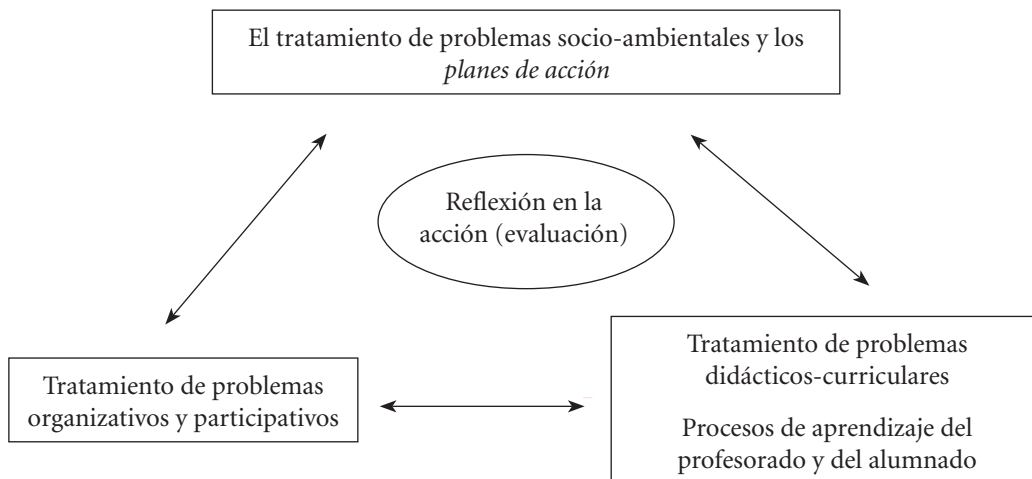 El tratamiento de problemas socio-ambientales y los
planes de acción
Reflexión en la
acción (evaluación)
Tratamiento de problemas
organizativos y participativos
Tratamiento de problemas
didácticos-curriculares
Procesos de aprendizaje del
profesorado y del alumnado